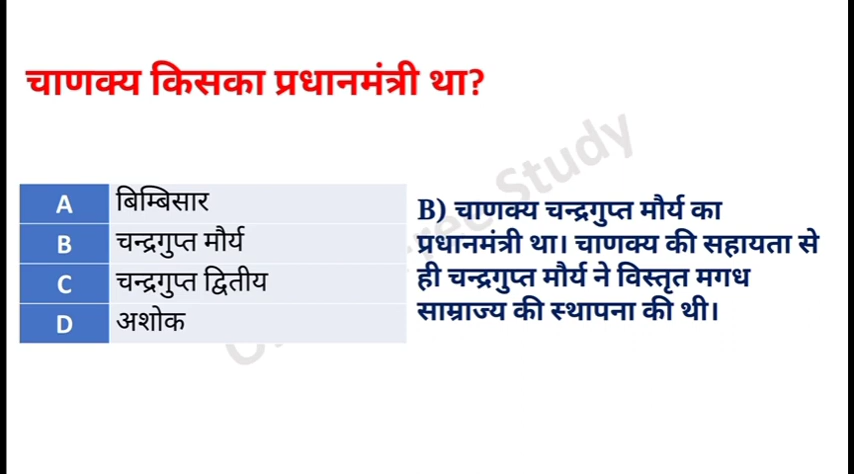 चाणक्य किसका प्रधानमंत्री था?
A बिम्बिसार
B चन्द्रगुप्त मौर्य
C चन्द्रगुप्त द्वितीय
D अशोक
B) चाणक्य चन्द्रगुप्त मौर्य का
प्रधानमंत्री था। चाणक्य की सहायता से
ही चन्द्रगुप्त मौर्य ने विस्तृत मगध
साम्राज्य की स्थापना की थी।
Study